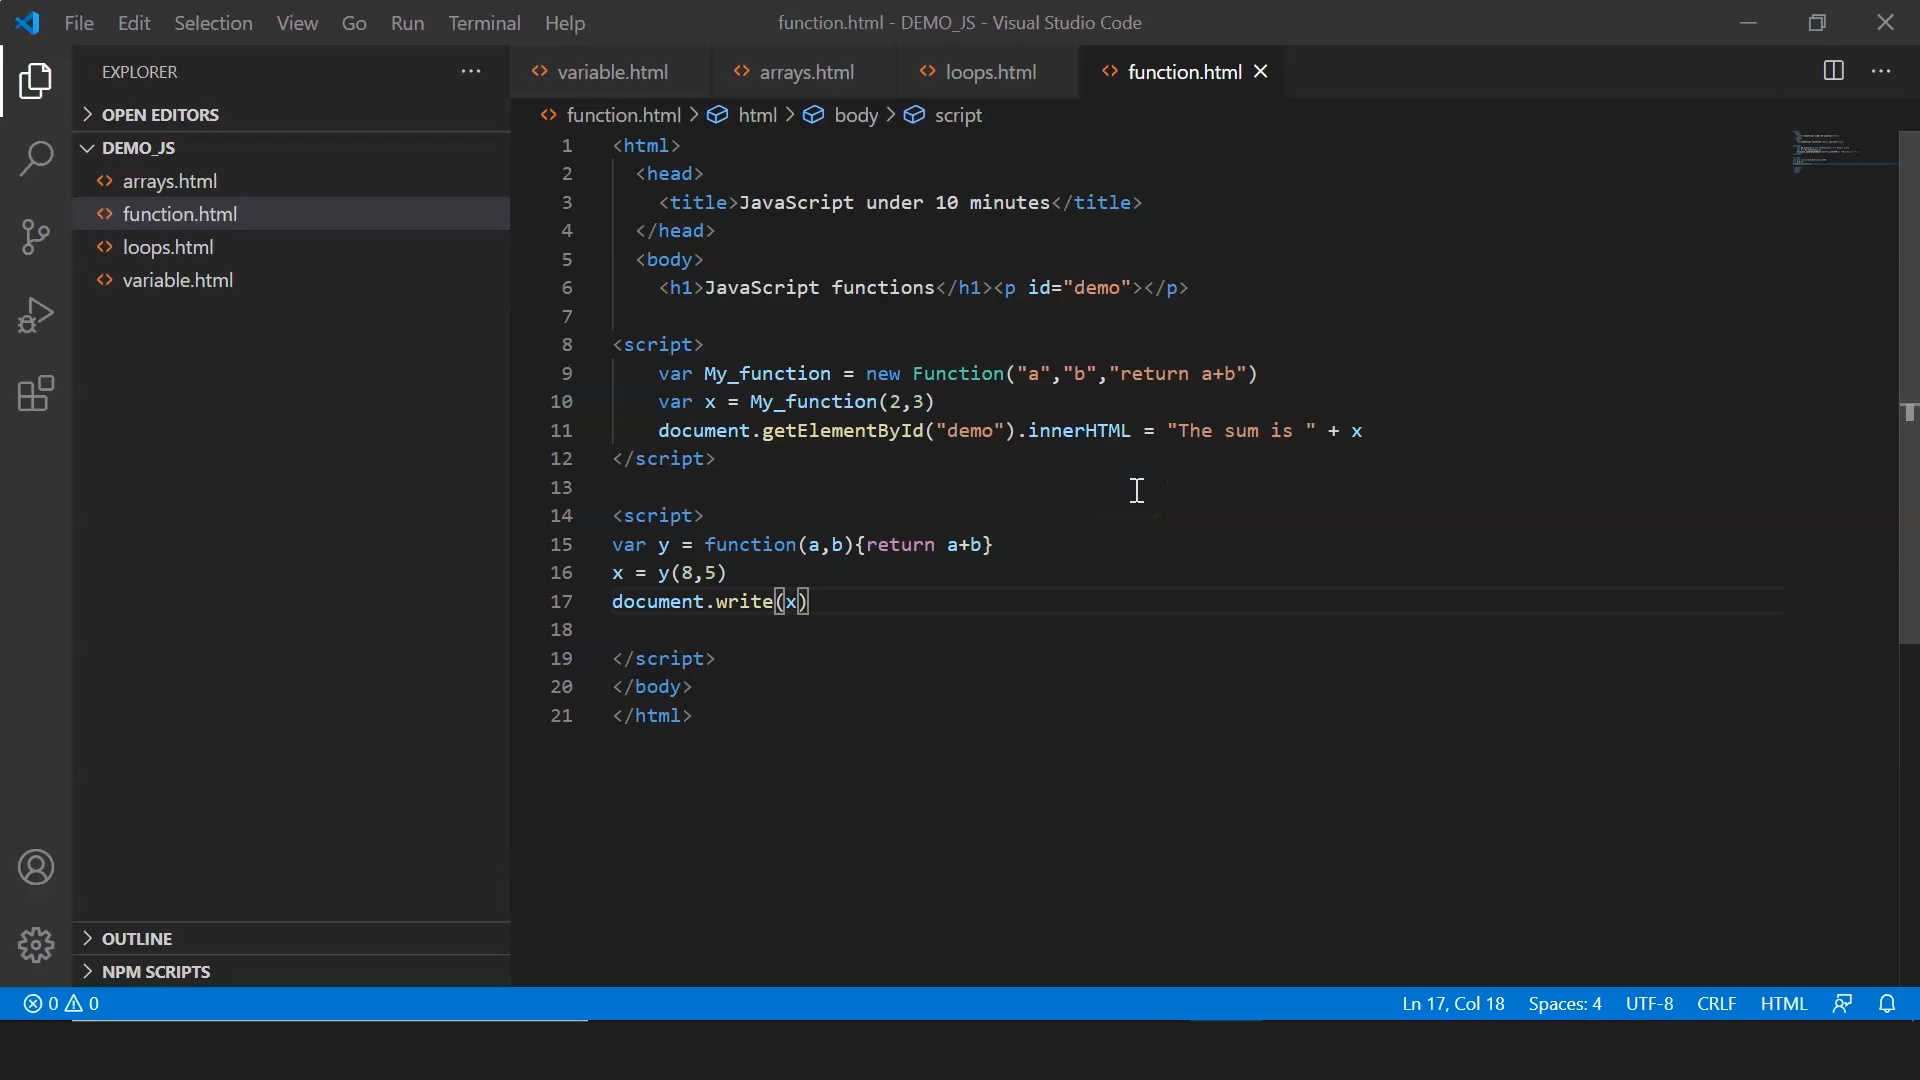 File Edit Selection View Go Run Terminal Help
function.html - DEMO_JS - Visual Studio Code
EXPLORER
OPEN EDITORS
DEMO_JS
arrays.html
function.html
loops.html
variable.html
OUTLINE
NPM SCRIPTS
variable.html arrays.html loops.html function.html
function.html > html > body > script
1 <html>
2 <head>
3 <title>JavaScript under 10 minutes</title>
4 </head>
5 <body>
6 <h1>JavaScript functions</h1><p id="demo"></p>
7
8 <script>
9 var My_function = new Function("a","b","return a+b")
10 var x = My_function(2,3)
11 document.getElementById("demo").innerHTML = "The sum is " + x
12 </script>
13
14 <script>
15 var y = function(a,b){return a+b}
16 x = y(8,5)
17 document.write(x)
18
19 </script>
20 </body>
21 </html>
0 0
Ln 17, Col 18 Spaces: 4 UTF-8 CRLF HTML